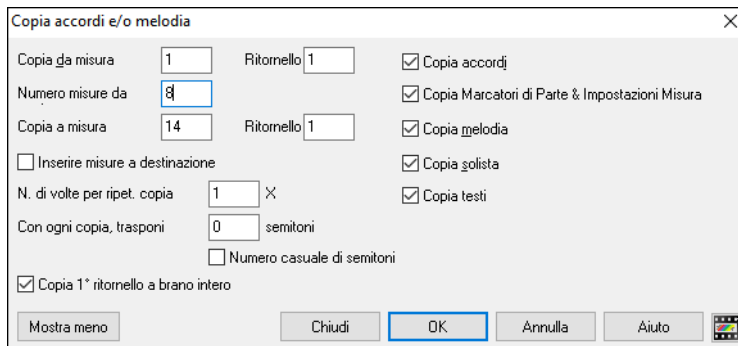 Copia accordi e/o melodia
Copia da misura 1 Ritornello 1 Copia accordi
Numero misure da 8 Copia Marcatori di Parte & Impostazioni Misura
Copia a misura 14 Ritornello 1 Copia melodia
Inserire misure a destinazione Copia solista
N. di volte per ripet. copia 1 X Copia testi
Con ogni copia, trasponi 0 semitoni
Numero casuale di semitoni
Copia 1° ritornello a brano intero
Mostra meno Chiudi OK Annulla Aiuto